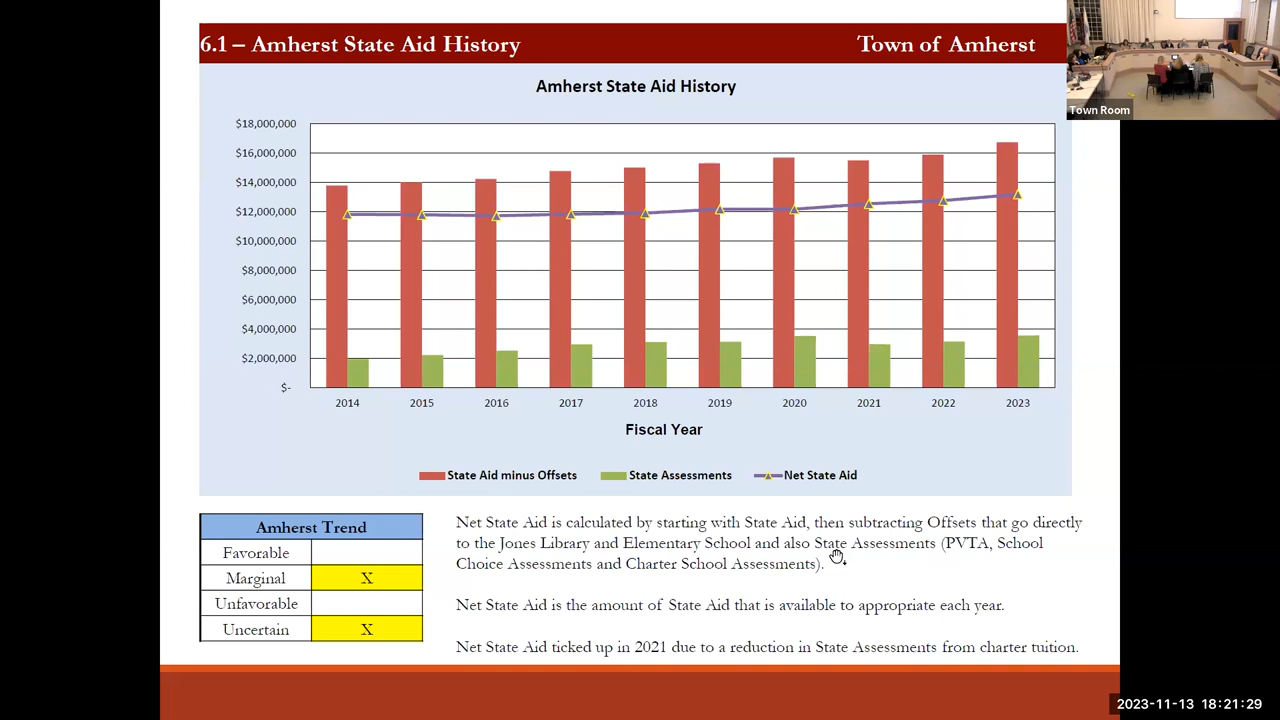 6.1 – Amherst State Aid History
Town of Amherst
Town Room
Amherst State Aid History
$18,000,000
$16,000,000
$14,000,000
$12,000,000
$10,000,000
$8,000,000
$6,000,000
$4,000,000
$2,000,000
$-
2014 2015 2016 2017 2018 2019 2020 2021 2022 2023
Fiscal Year
State Aid minus Offsets State Assessments Net State Aid
Amherst Trend
Favorable
Marginal X
Unfavorable
Uncertain X
Net State Aid is calculated by starting with State Aid, then subtracting Offsets that go directly
to the Jones Library and Elementary School and also State Assessments (PVTA, School
Choice Assessments and Charter School Assessments).
Net State Aid is the amount of State Aid that is available to appropriate each year.
Net State Aid ticked up in 2021 due to a reduction in State Assessments from charter tuition.
2023-11-13 18:21:29